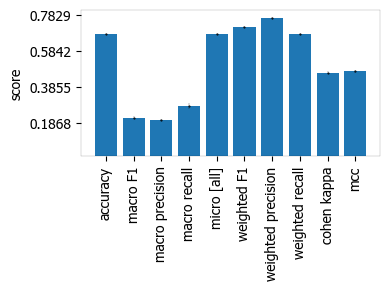 0.7829
0.5842
0.3855
0.1868
score
accuracy
macro F1
macro precision
macro recall
micro [all]
weighted F1
weighted precision
weighted recall
cohen kappa
mcc